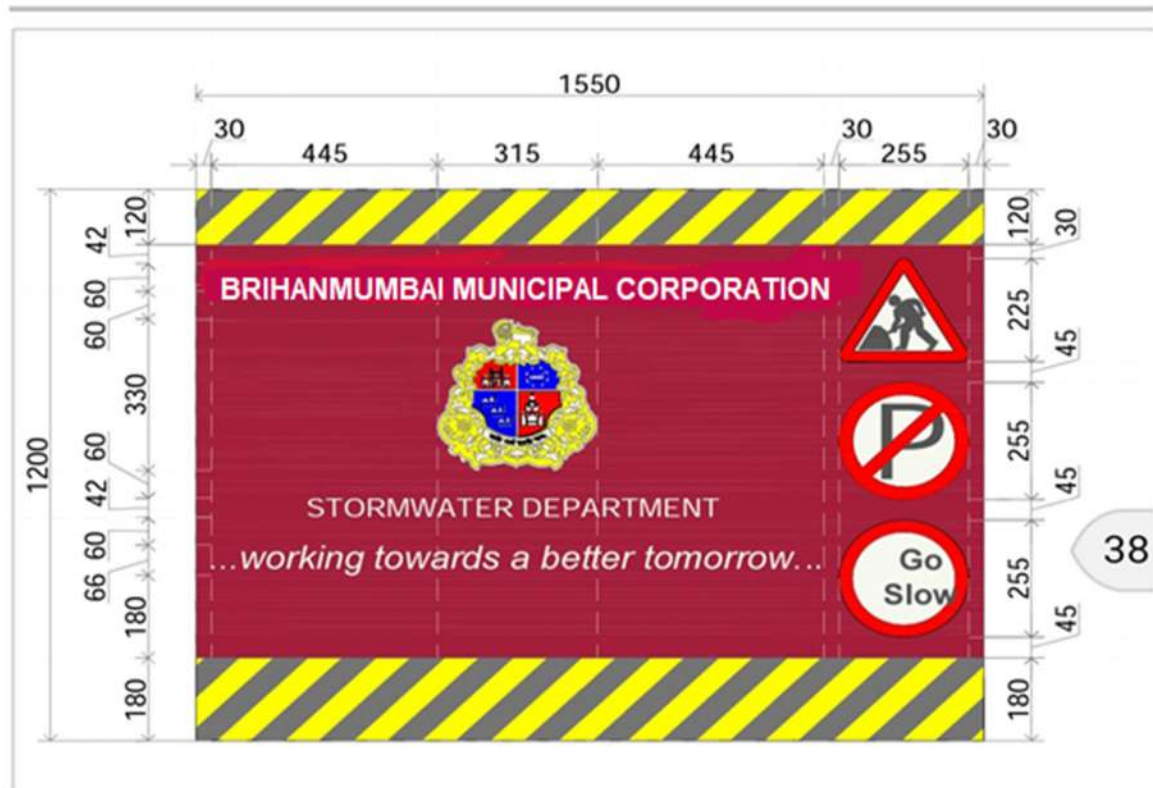 1550
30 30 30
445 315 445 255
120 120
42 30
60
60
225
45
330
1200
255
60
42
45
60
66
255
180
45
180 180
BRIHANMUMBAI MUNICIPAL CORPORATION
P
STORMWATER DEPARTMENT
...working towards a better tomorrow...
Go
Slow
38